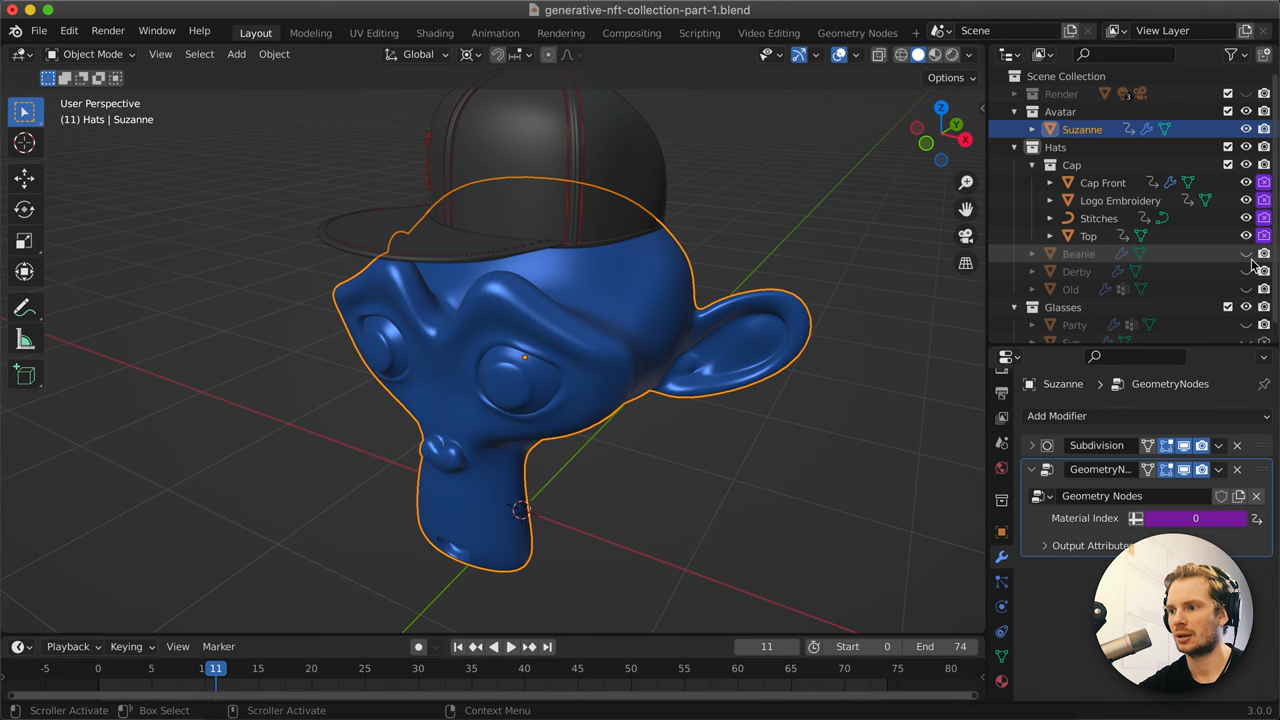 generative-nft-collection-part-1.blend
File Edit Render Window Help Layout Modeling UV Editing Shading Animation Rendering Compositing Scripting Video Editing Geometry Nodes + Scene View Layer
Object Mode View Select Add Object Global
Options
User Perspective
(11) Hats | Suzanne
Z
Y
X
Scene Collection
Render 3
Avatar
Suzanne
Hats
Cap
Cap Front
Logo Embroidery
Stitches
Top
Beanie
Derby
Old
Glasses
Party
Suzanne > GeometryNodes
Add Modifier
Subdivision
GeometryN...
Geometry Nodes
Material Index 0
Output Attributes
Playback Keying View Marker 11 Start 0 End 74
-5 0 5 11 15 20 25 30 35 40 45 50 55 60 65 70 75 80
Scroller Activate Box Select Scroller Activate Context Menu 3.0.0